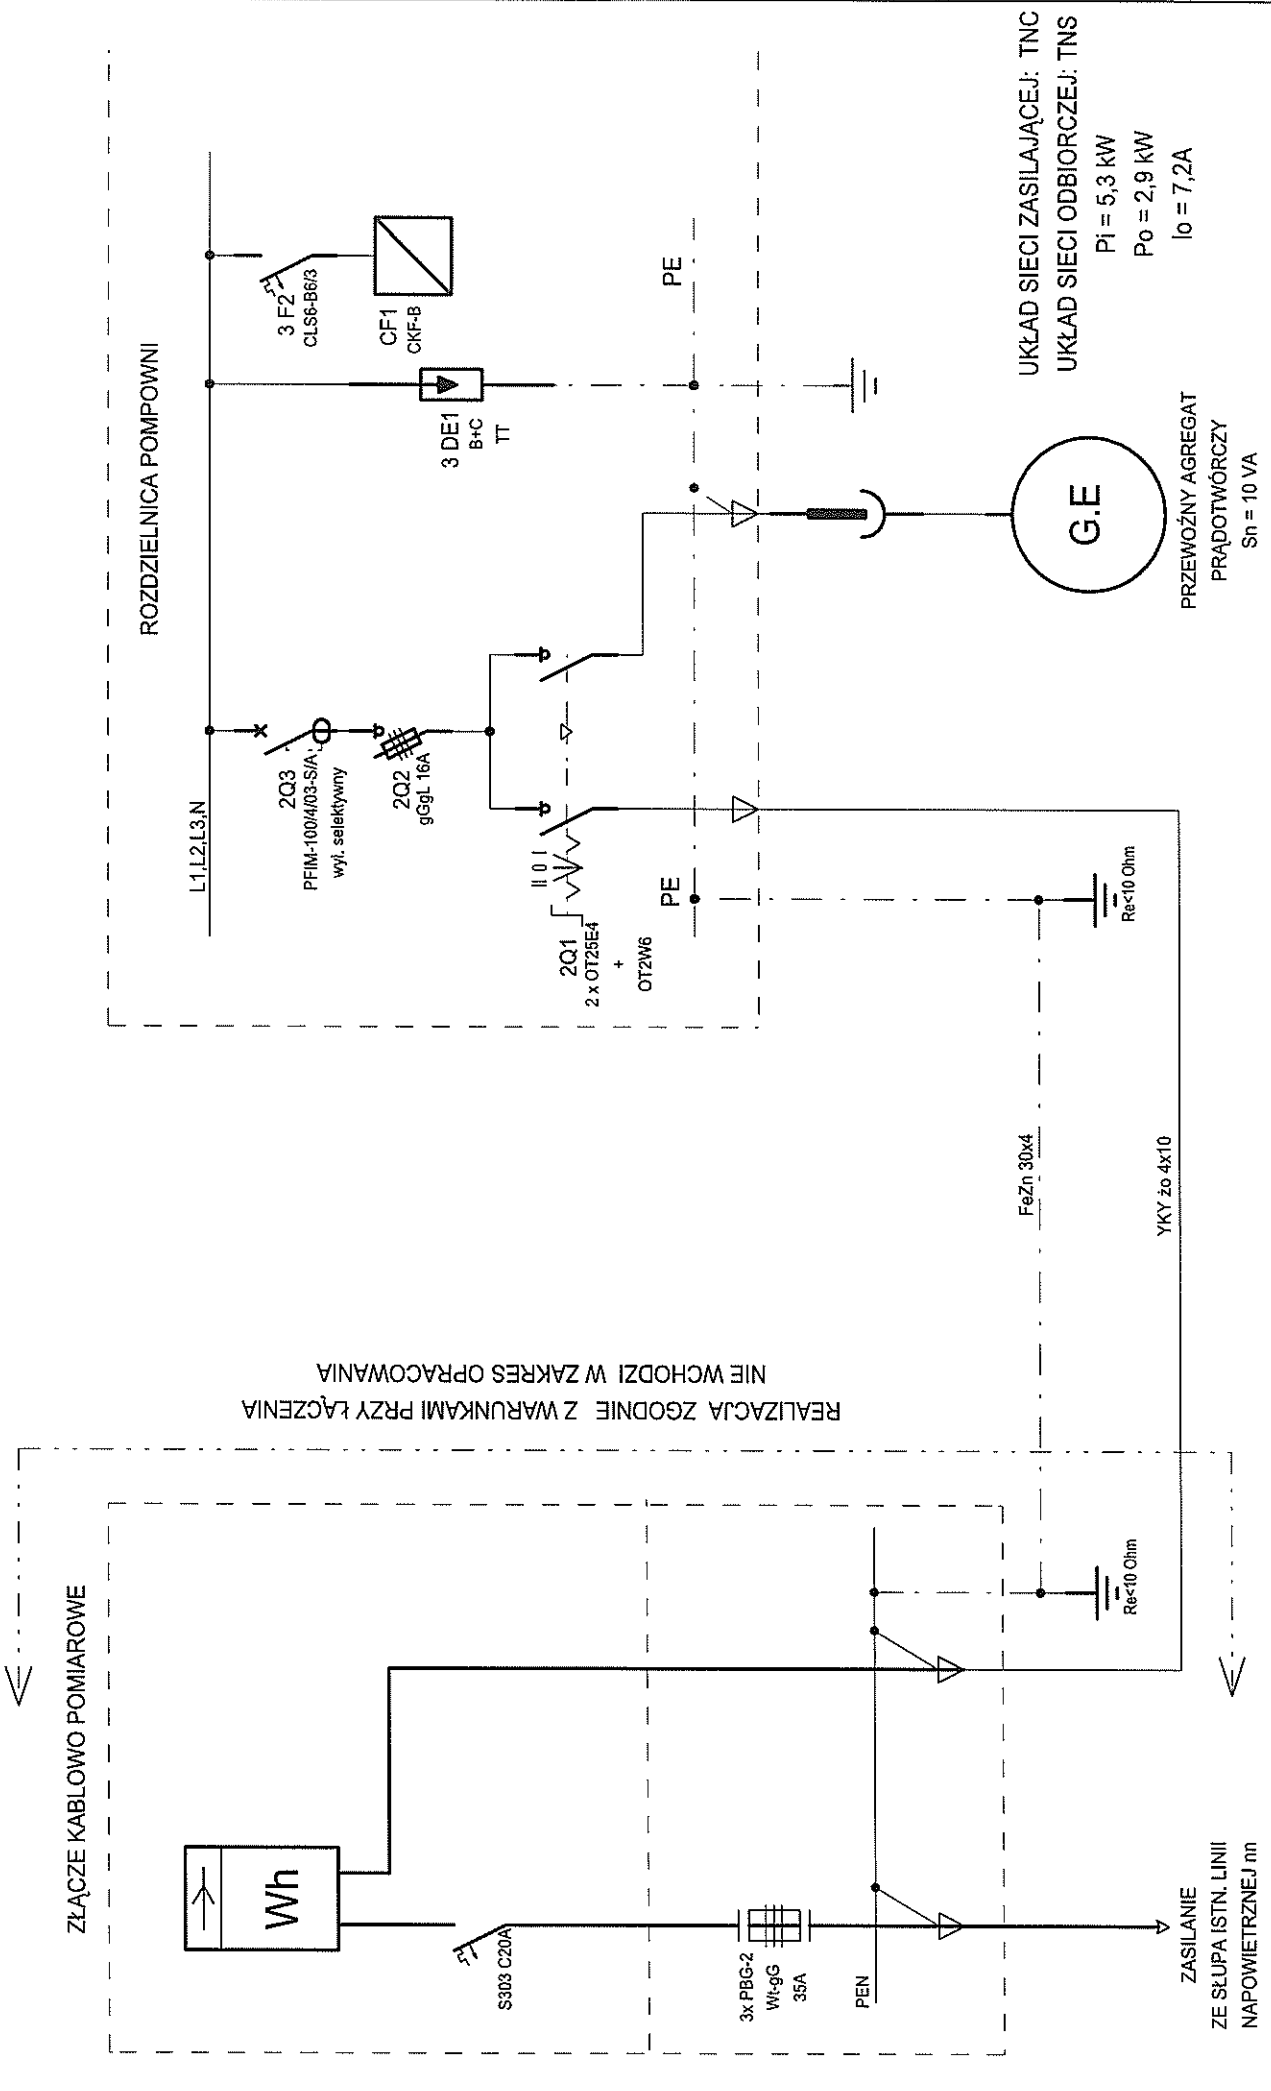 ZŁĄCZE KABLOWO POMIAROWE
Wh
S303 C20A
3x PBG-2
Wt-gG
35A
PEN
ZASILANIE
ZE SŁUPA ISTN. LINII
NAPOWIETRZNEJ nn
Re<10 Ohm
REALIZACJA ZGODNIE Z WARUNKAMI PRZY ŁĄCZENIA
NIE WCHODZI W ZAKRES OPRACOWANIA
FeZn 30x4
YKY żo 4x10
ROZDZIELNICA POMPOWNI
L1,L2,L3,N
2Q3
PFIM-100/4/03-S/A
wył. selektywny
2Q2
gGgL 16A
II 0 I
2Q1
2 x OT25E4
+
OT2W6
PE
Re<10 Ohm
3 DE1
B+C
TT
3 F2
CLS6-B6/3
CF1
CKF-B
PE
G.E
PRZEWOŹNY AGREGAT
PRĄDOTWÓRCZY
Sn = 10 VA
UKŁAD SIECI ZASILAJĄCEJ: TNC
UKŁAD SIECI ODBIORCZEJ: TNS
Pi = 5,3 kW
Po = 2,9 kW
Io = 7,2A